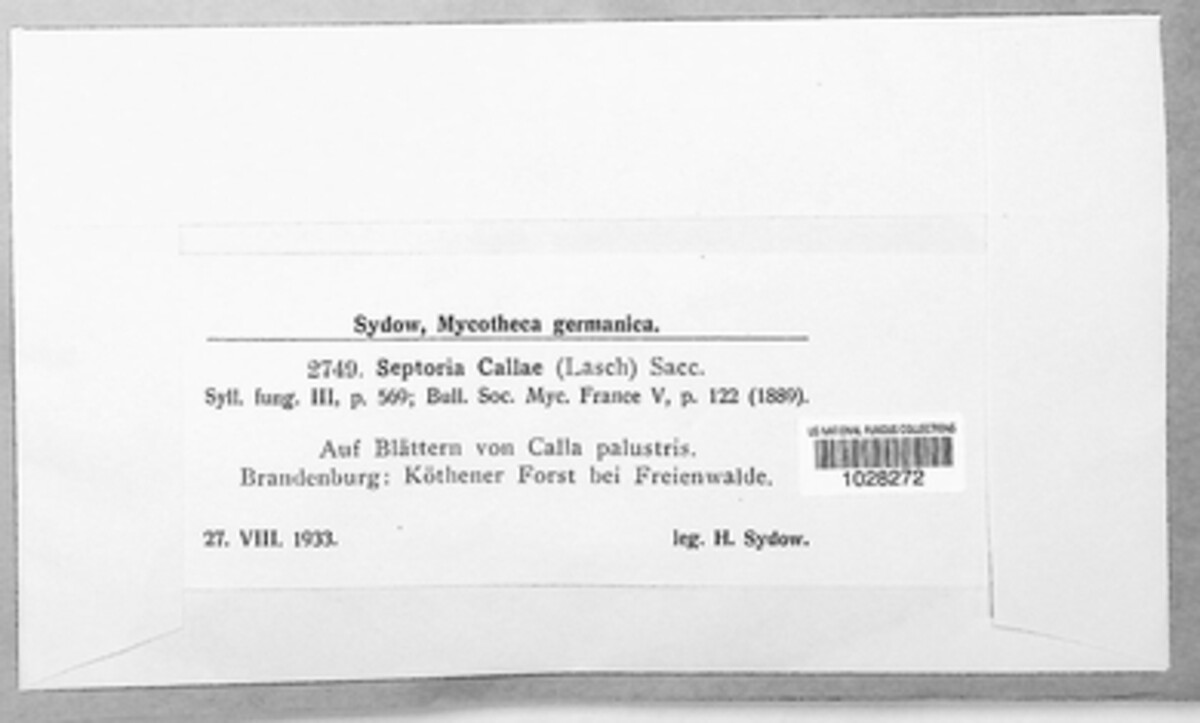 Sydow, Mycotheca germanica.
2749. Septoria Callae (Lasch) Sacc.
Syll. fung. III, p. 569; Bull. Soc. Myc. France V, p. 122 (1889).
Auf Blättern von Calla palustris.
Brandenburg: Köthener Forst bei Freienwalde.
27. VIII. 1933. leg. H. Sydow.
US NATIONAL FUNGUS COLLECTIONS
1028272